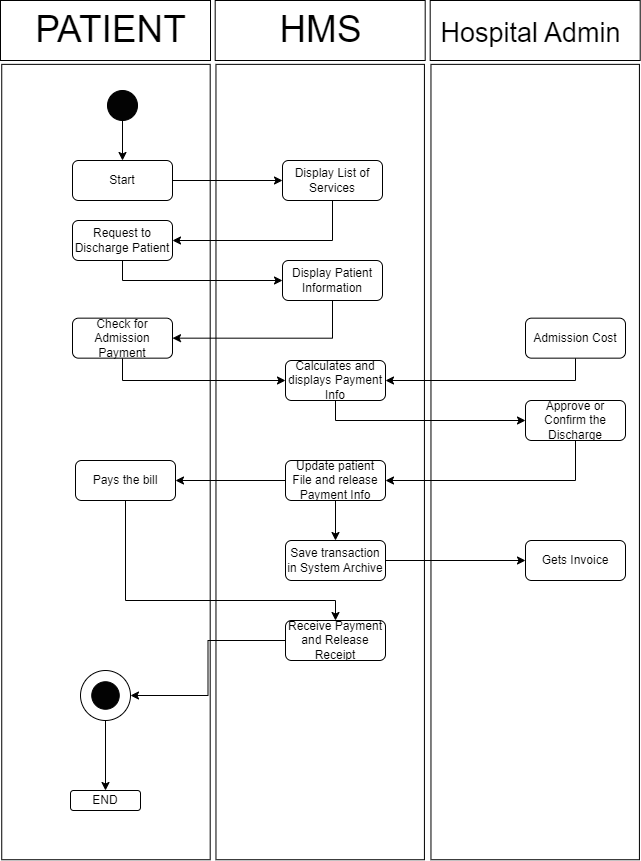 PATIENT
HMS
Hospital Admin
Start
Display List of
Services
Request to
Discharge Patient
Display Patient
Information
Check for
Admission
Payment
Admission Cost
Calculates and
displays Payment
Info
Approve or
Confirm the
Discharge
Pays the bill
Update patient
File and release
Payment Info
Save transaction
in System Archive
Gets Invoice
Receive Payment
and Release
Receipt
END